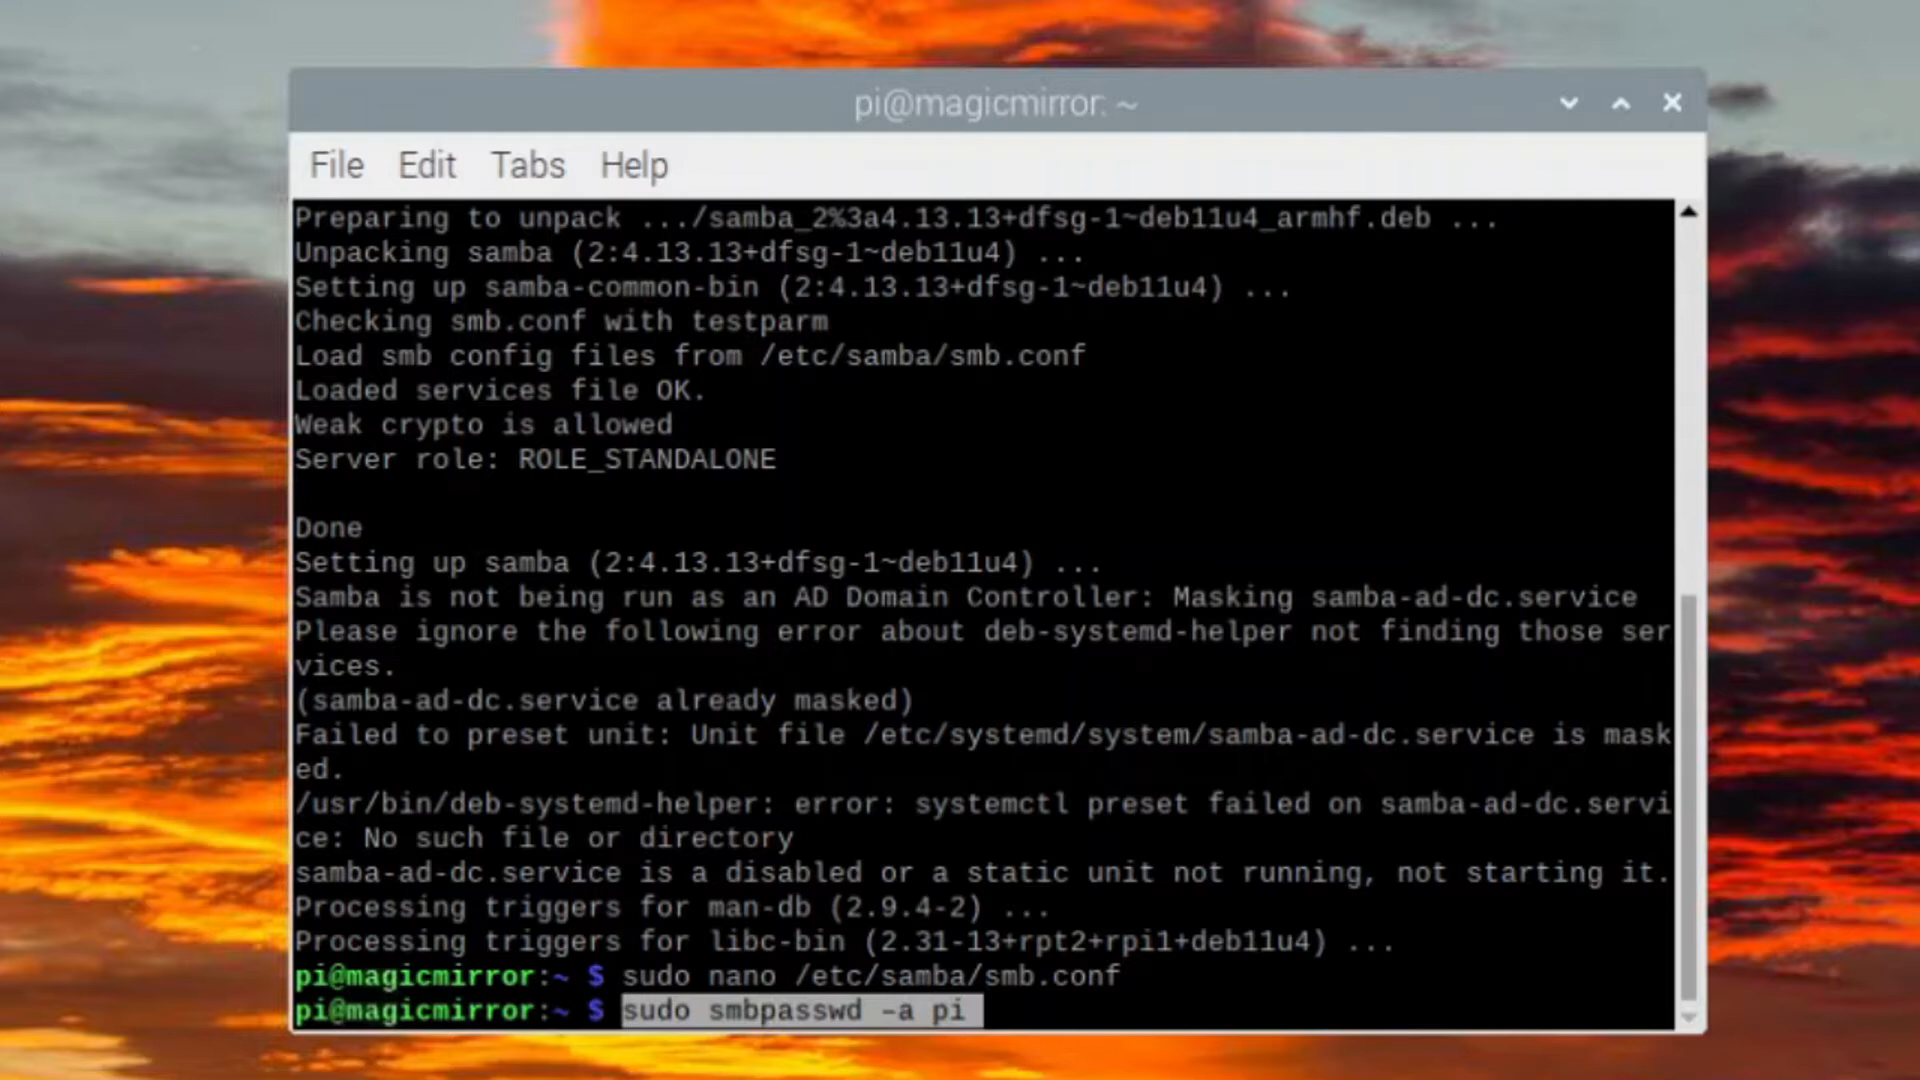 pi@magicmirror: ~
File Edit Tabs Help
Preparing to unpack .../samba_2%3a4.13.13+dfsg-1~deb11u4_armhf.deb ...
Unpacking samba (2:4.13.13+dfsg-1~deb11u4) ...
Setting up samba-common-bin (2:4.13.13+dfsg-1~deb11u4) ...
Checking smb.conf with testparm
Load smb config files from /etc/samba/smb.conf
Loaded services file OK.
Weak crypto is allowed
Server role: ROLE_STANDALONE
Done
Setting up samba (2:4.13.13+dfsg-1~deb11u4) ...
Samba is not being run as an AD Domain Controller: Masking samba-ad-dc.service
Please ignore the following error about deb-systemd-helper not finding those ser
vices.
(samba-ad-dc.service already masked)
Failed to preset unit: Unit file /etc/systemd/system/samba-ad-dc.service is mask
ed.
/usr/bin/deb-systemd-helper: error: systemctl preset failed on samba-ad-dc.servi
ce: No such file or directory
samba-ad-dc.service is a disabled or a static unit not running, not starting it.
Processing triggers for man-db (2.9.4-2) ...
Processing triggers for libc-bin (2.31-13+rpt2+rpi1+deb11u4) ...
pi@magicmirror:~ $ sudo nano /etc/samba/smb.conf
pi@magicmirror:~ $ sudo smbpasswd -a pi